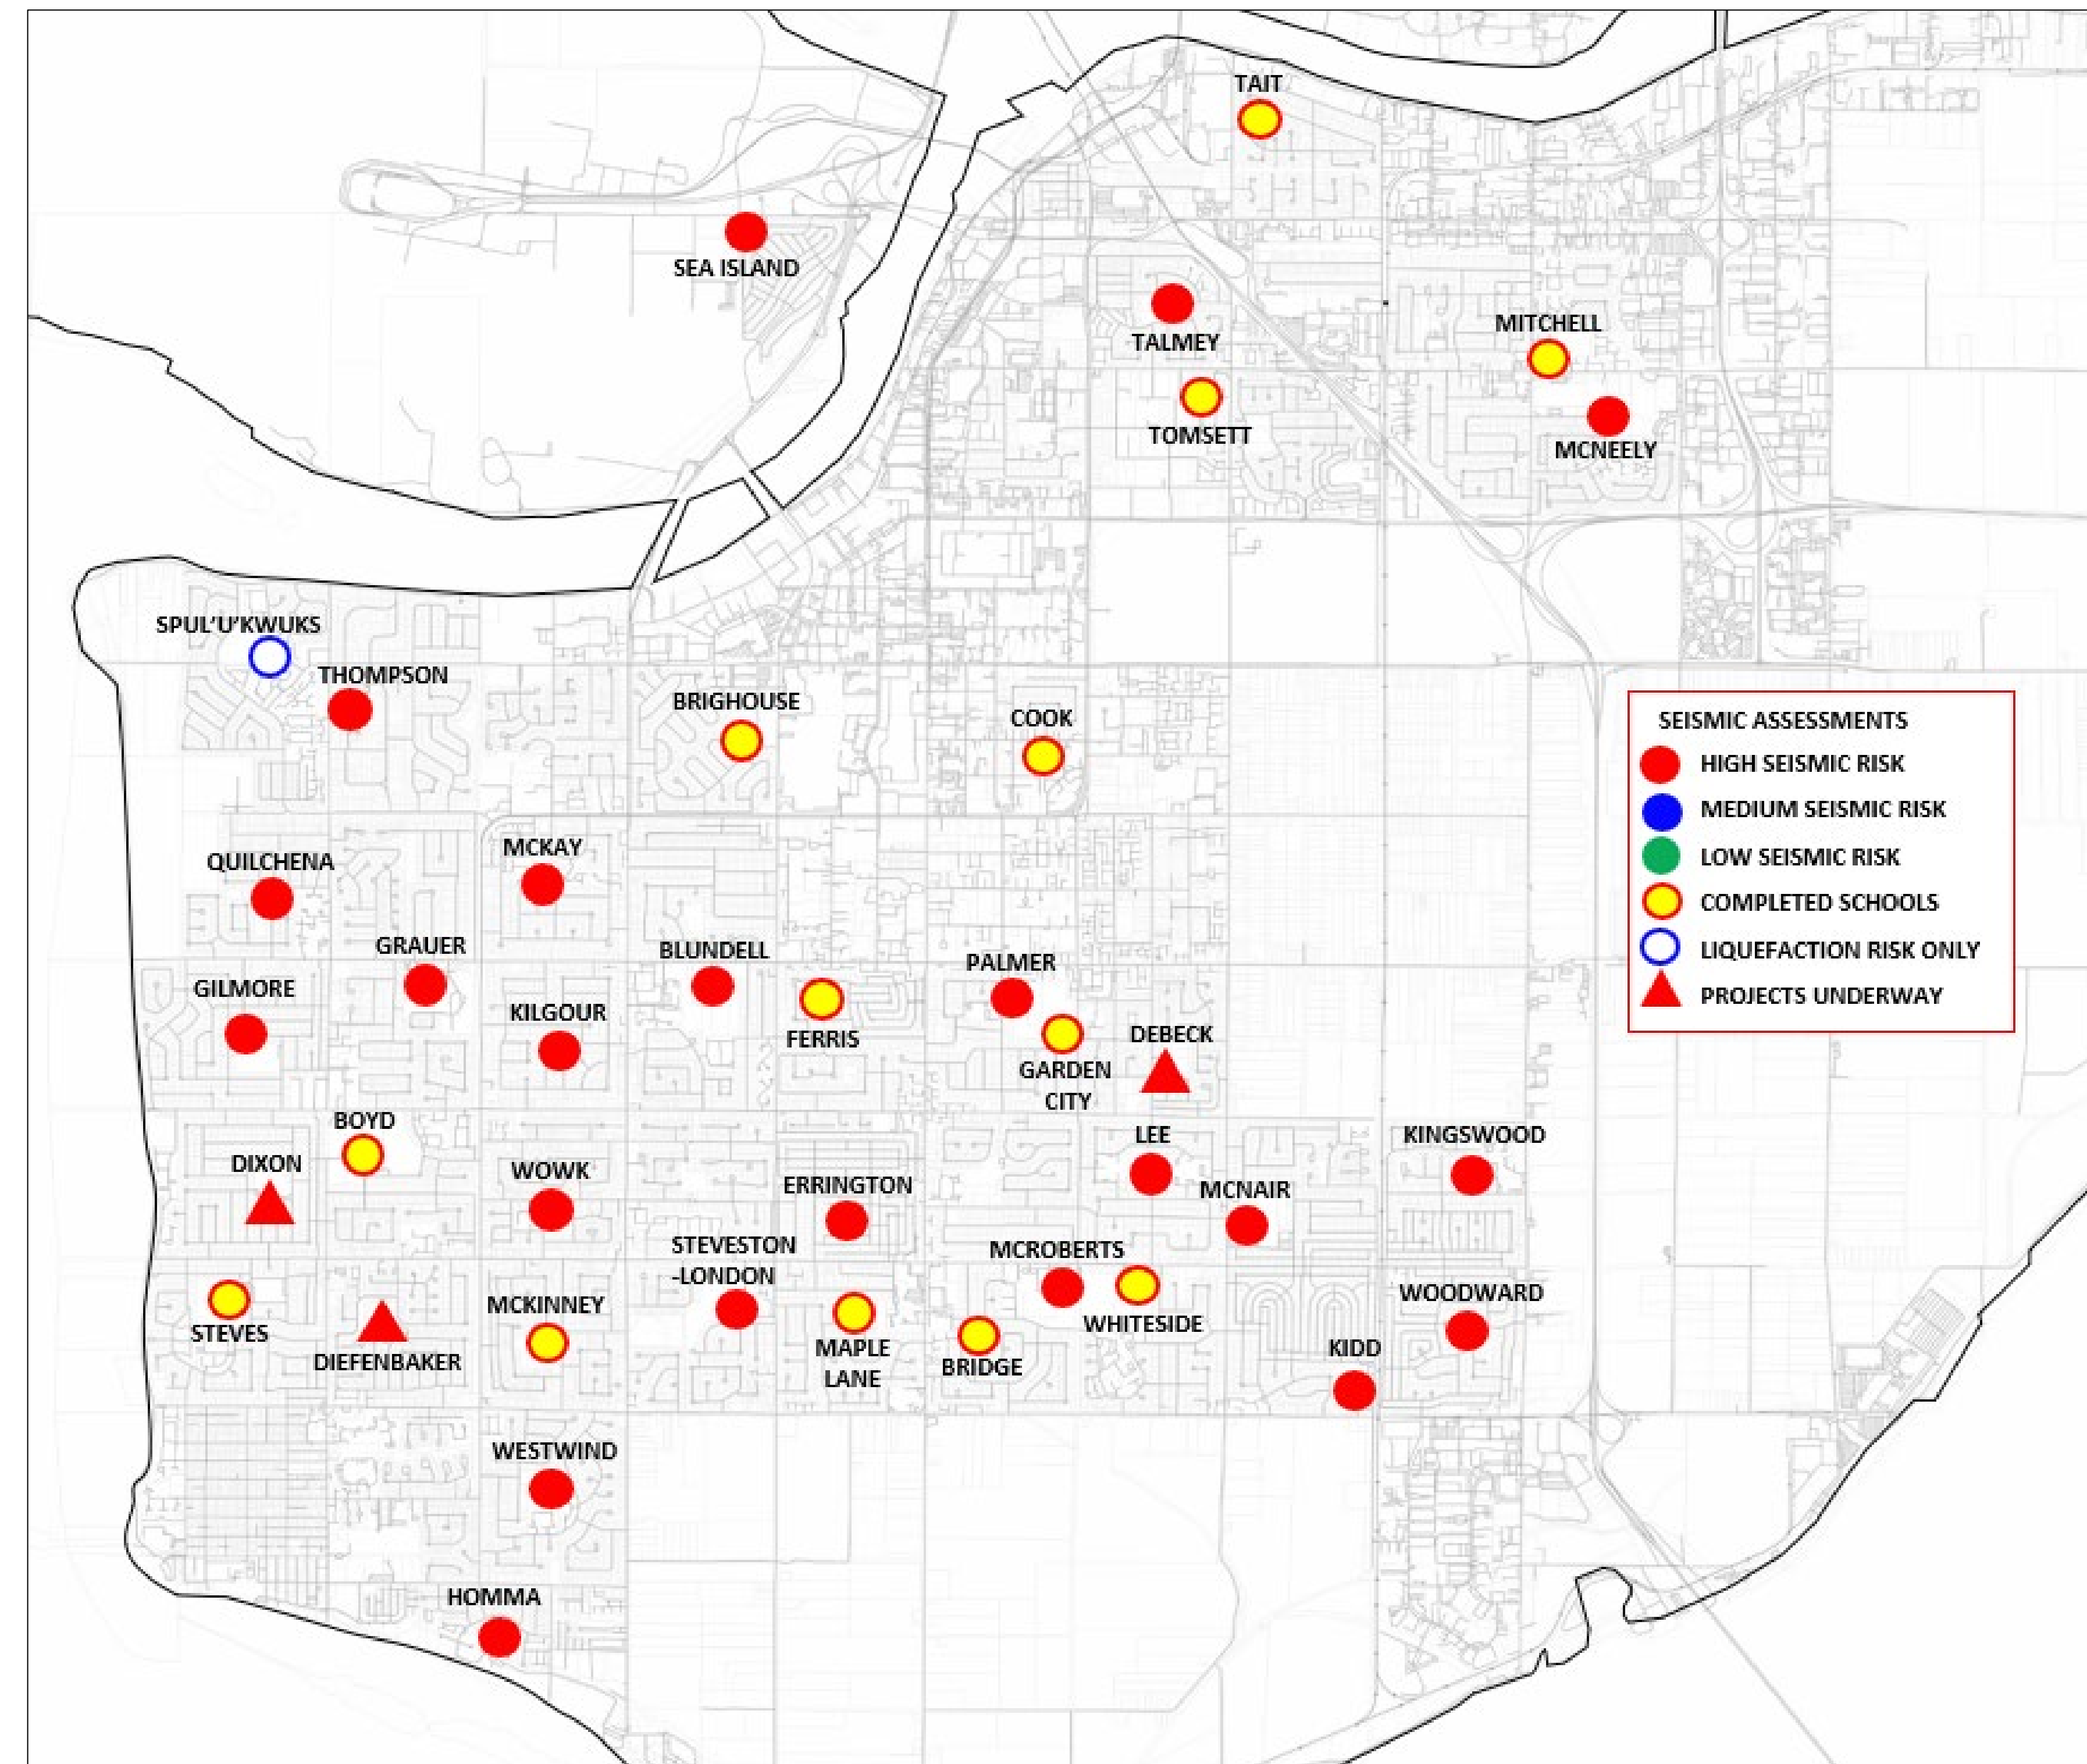 TAIT
SEA ISLAND
TALMEY
MITCHELL
TOMSETT
MCNEELY
SPUL'U'KWUKS
THOMPSON
BRIGHOUSE
COOK
SEISMIC ASSESSMENTS
HIGH SEISMIC RISK
MEDIUM SEISMIC RISK
LOW SEISMIC RISK
COMPLETED SCHOOLS
LIQUEFACTION RISK ONLY
PROJECTS UNDERWAY
QUILCHENA
MCKAY
GRAUER
BLUNDELL
PALMER
GILMORE
KILGOUR
FERRIS
GARDEN
CITY
DEBECK
BOYD
DIXON
WOWK
ERRINGTON
LEE
MCNAIR
KINGSWOOD
STEVESTON
-LONDON
MCROBERTS
WHITESIDE
WOODWARD
STEVES
DIEFENBAKER
MCKINNEY
MAPLE
LANE
BRIDGE
KIDD
WESTWIND
HOMMA